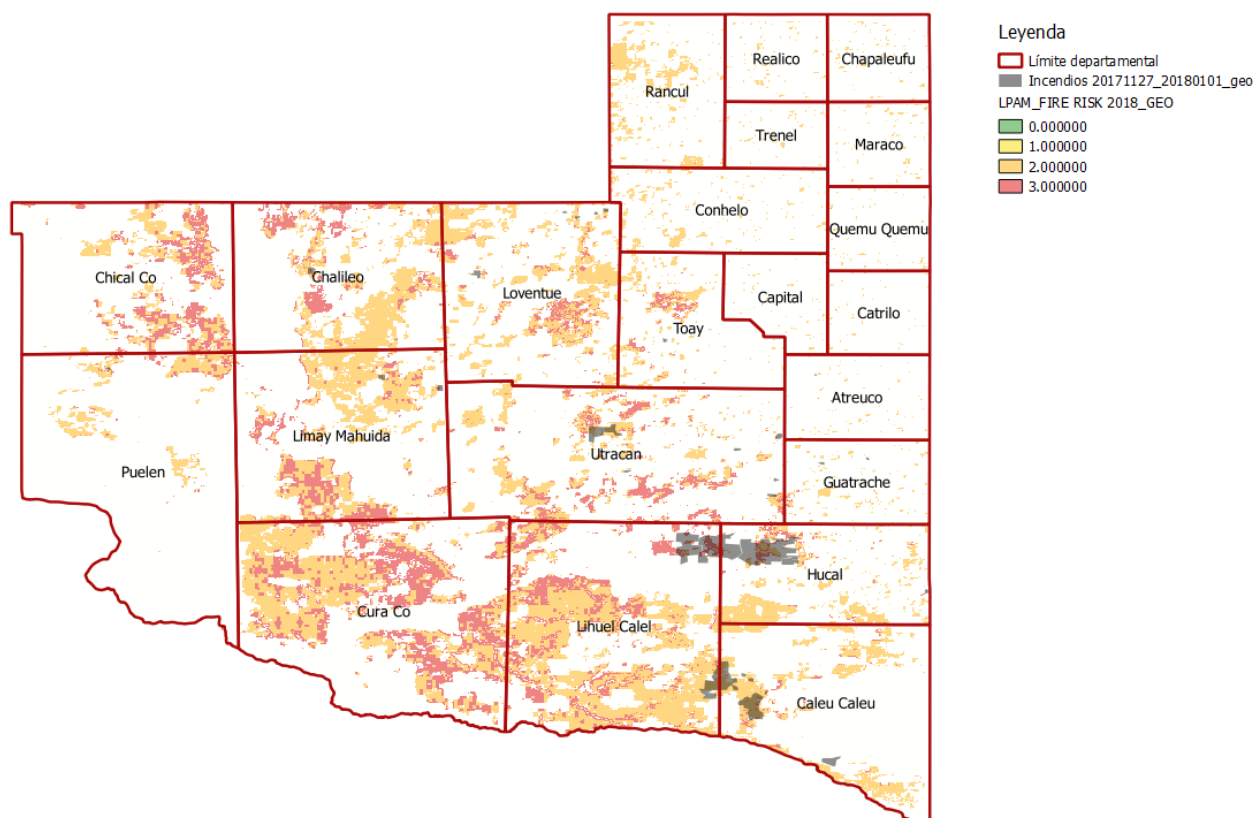 Leyenda
Límite departamental
Incendios 20171127_20180101_geo
LPAM_FIRE RISK 2018_GEO
0.000000
1.000000
2.000000
3.000000
Realico
Chapaleufu
Rancul
Trenel
Maraco
Conhelo
Quemu Quemu
Chical Co
Chalileo
Loventue
Capital
Catrilo
Toay
Atreuco
Limay Mahuida
Utracan
Puelen
Guatrache
Hucal
Cura Co
Lihuel Calel
Caleu Caleu